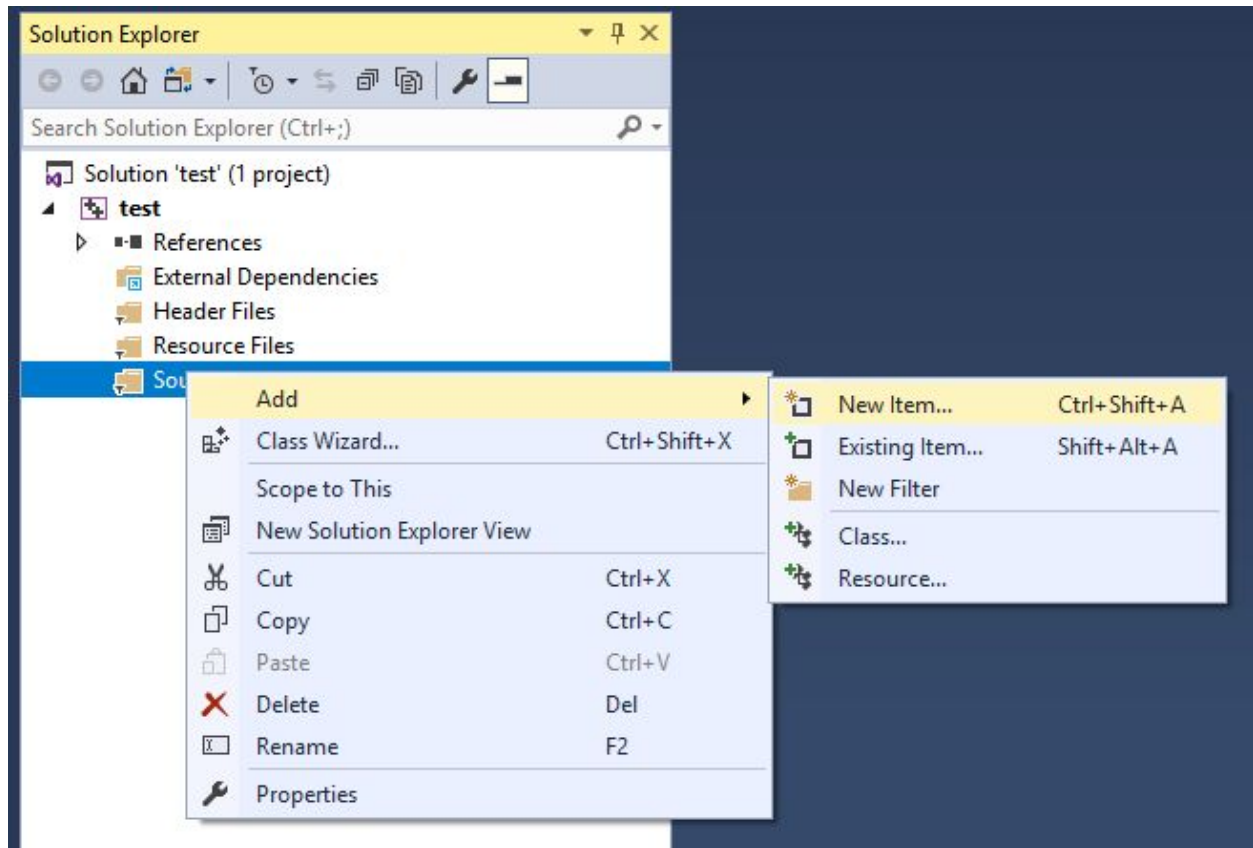 Solution Explorer
Search Solution Explorer (Ctrl+;)
Solution 'test' (1 project)
test
References
External Dependencies
Header Files
Resource Files
Sou
Add
Class Wizard... Ctrl+Shift+X
Scope to This
New Solution Explorer View
Cut Ctrl+X
Copy Ctrl+C
Paste Ctrl+V
Delete Del
Rename F2
Properties
New Item... Ctrl+Shift+A
Existing Item... Shift+Alt+A
New Filter
Class...
Resource...